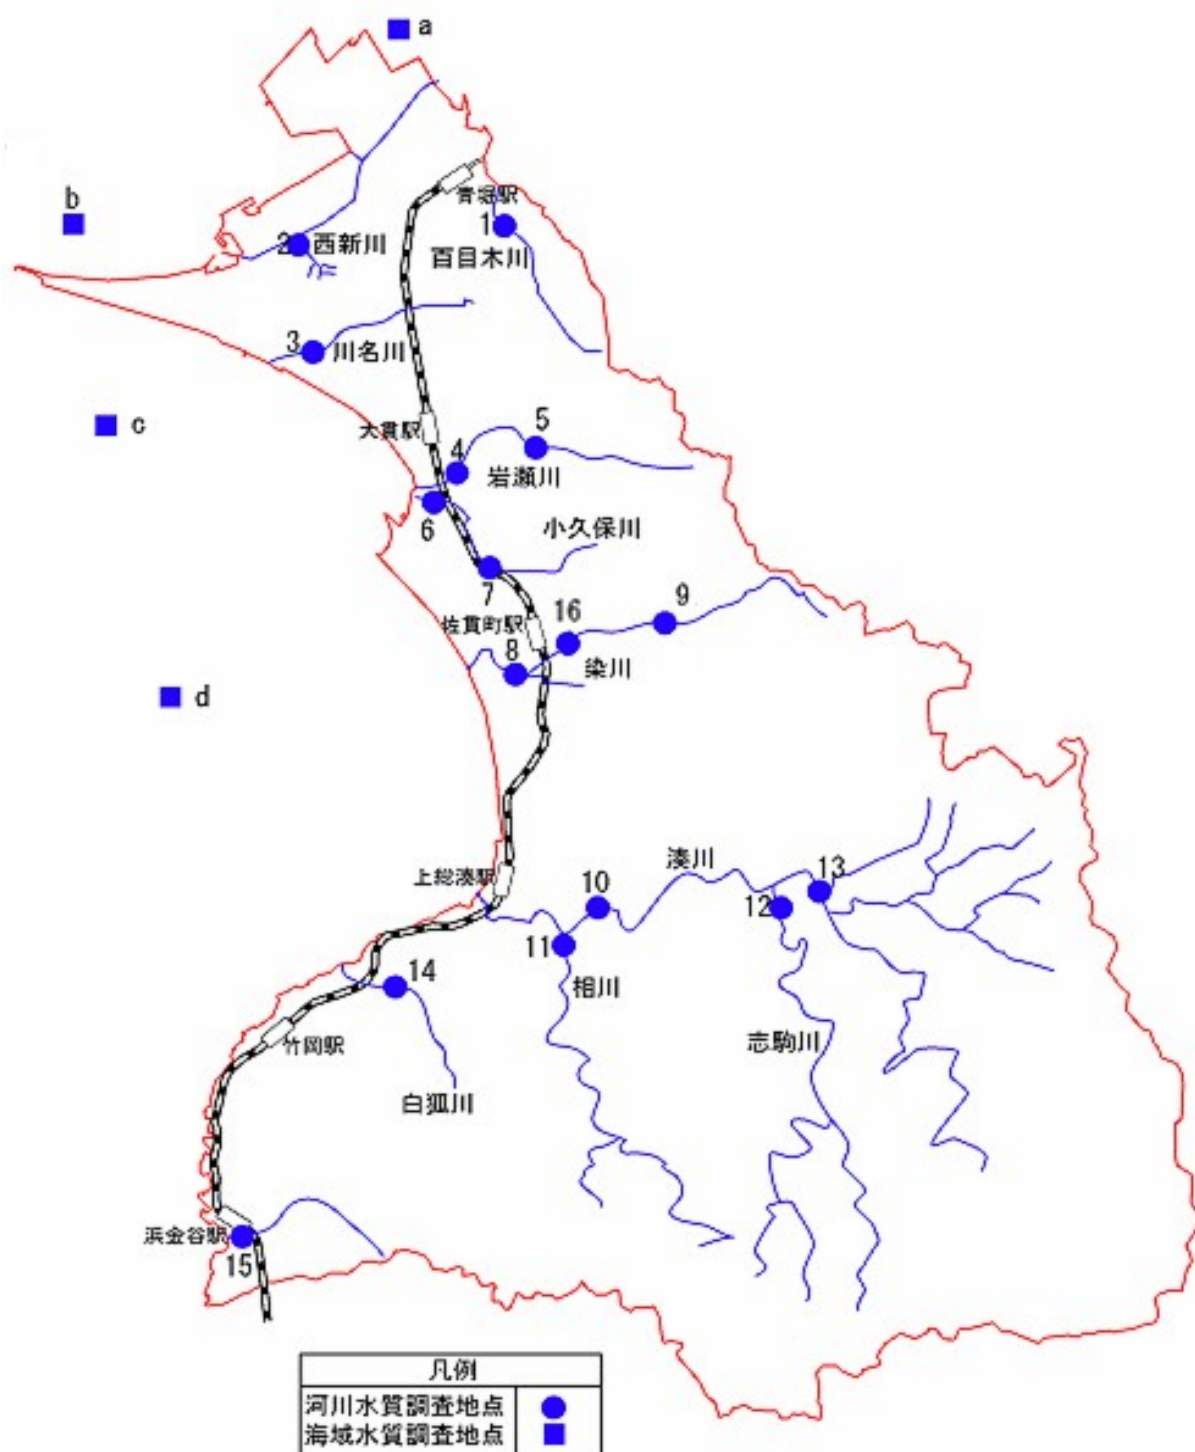 a
b
青堀駅
1
2
西新川
百目木川
3
川名川
c
大貫駅
5
4
岩瀬川
6
小久保川
7
9
佐貫町駅
16
8
染川
d
湊川
上総湊駅
10
13
12
11
14
相川
志駒川
竹岡駅
白狐川
浜金谷駅
15
凡例
河川水質調査地点
海域水質調査地点